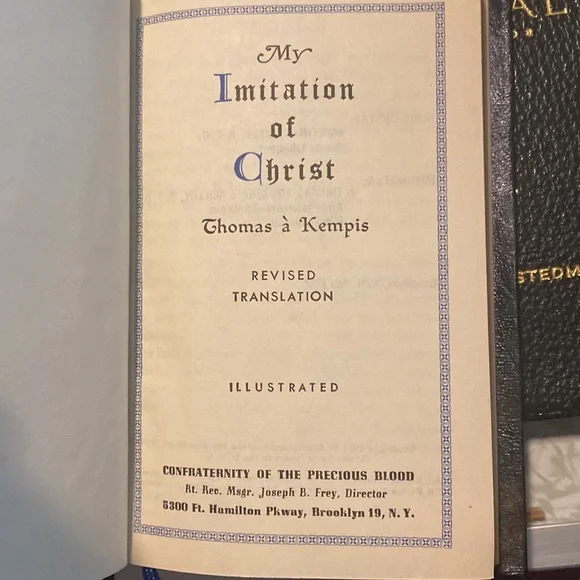 My
Imitation
of
Christ
Thomas à Kempis
REVISED
TRANSLATION
ILLUSTRATED
CONFRATERNITY OF THE PRECIOUS BLOOD
Rt. Rev. Msgr. Joseph B. Frey, Director
5300 Ft. Hamilton Pkway, Brooklyn 19, N.Y.
STEDM